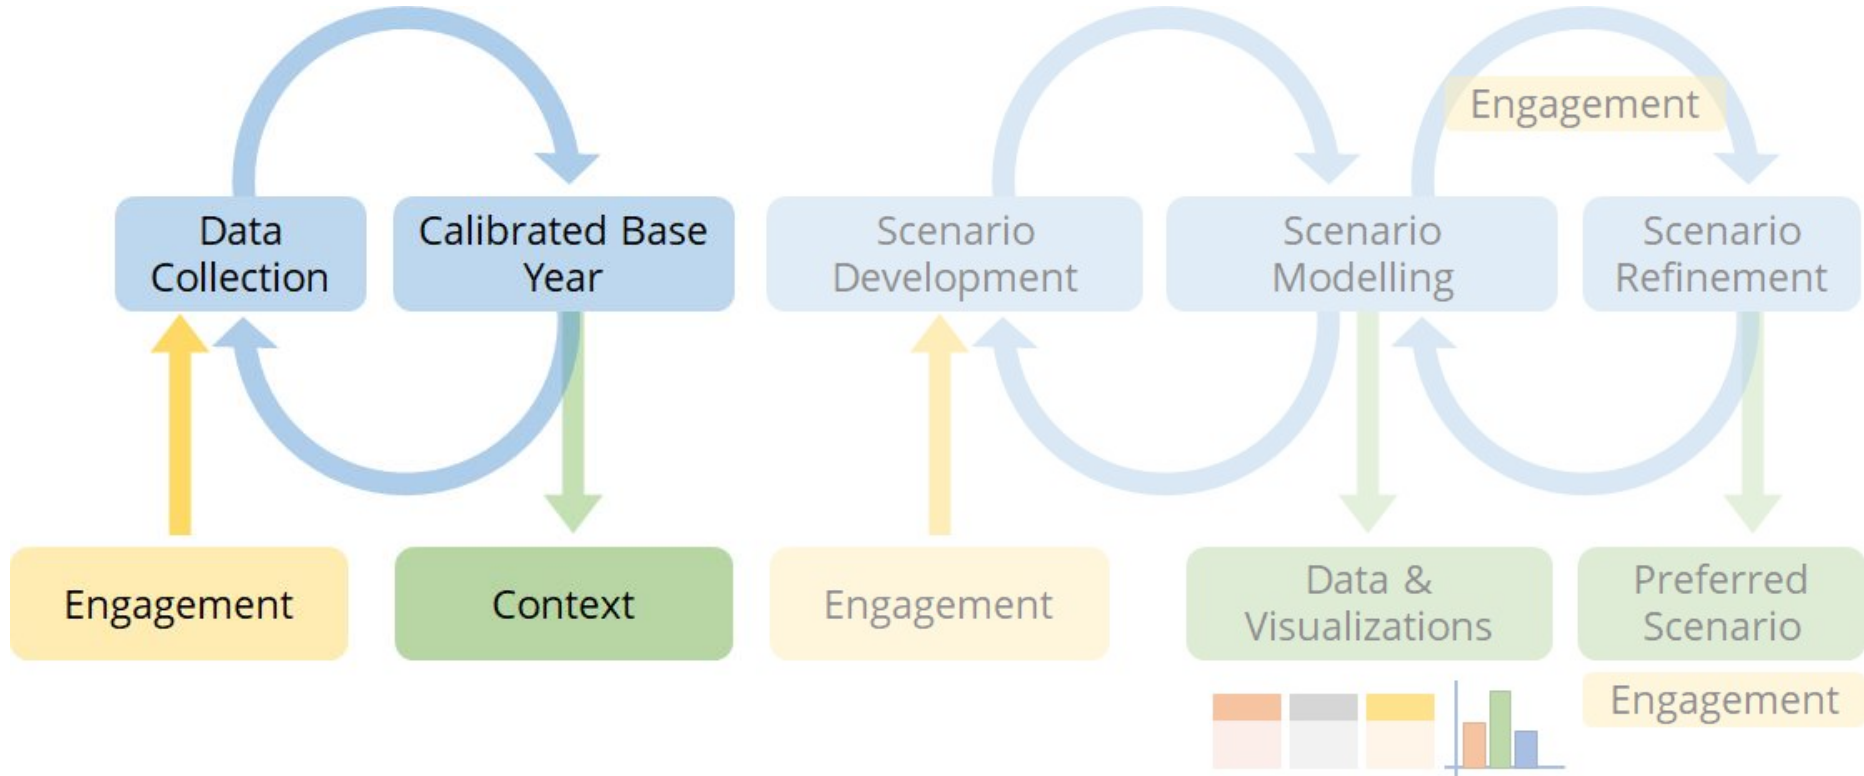 Engagement
Data
Collection
Calibrated Base
Year
Scenario
Development
Scenario
Modelling
Scenario
Refinement
Engagement
Context
Engagement
Data &
Visualizations
Preferred
Scenario
Engagement